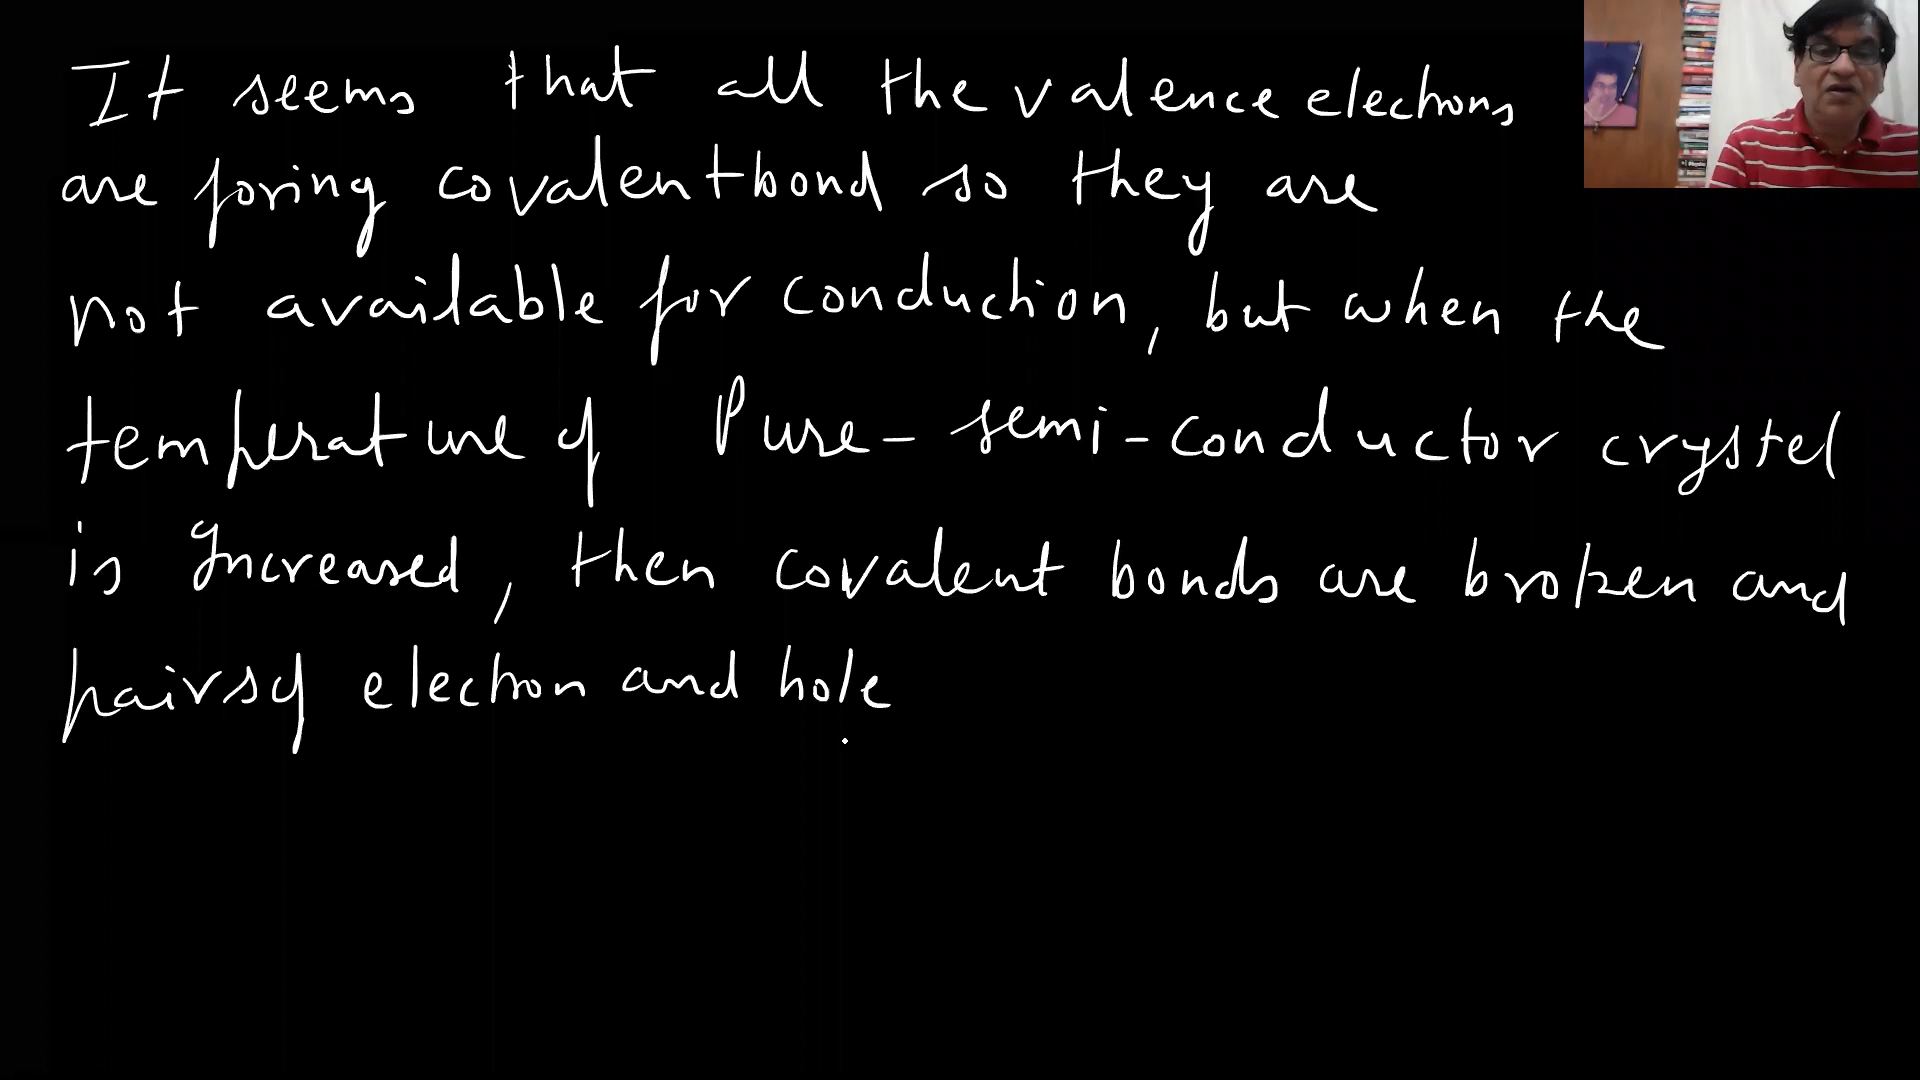 It seems that all the valence electrons
are foring covalent bond so they are
not available for conduction, but when the
temperature of Pure-semi-conductor crystel
is Increased, then covalent bonds are broken and
pairs of electron and hole